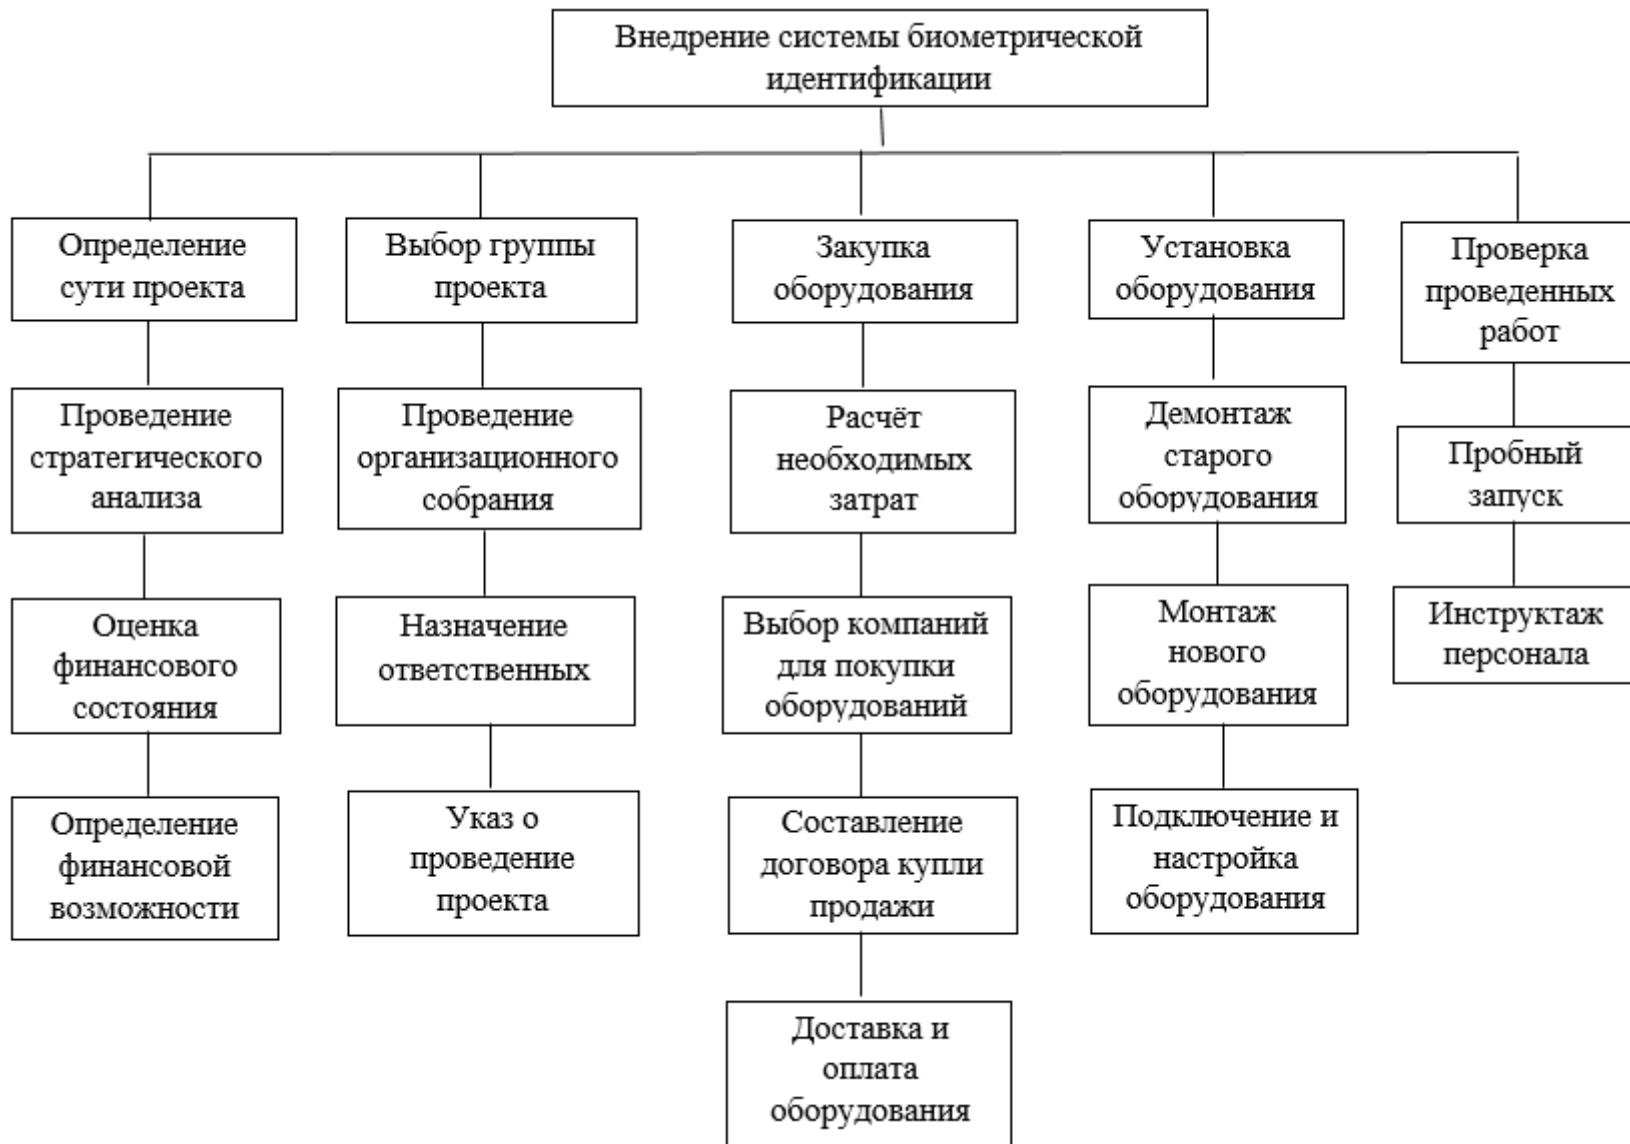 Внедрение системы биометрической
идентификации
Определение
сути проекта
Выбор группы
проекта
Закупка
оборудования
Установка
оборудования
Проверка
проведенных
работ
Проведение
стратегического
анализа
Проведение
организационного
собрания
Расчёт
необходимых
затрат
Демонтаж
старого
оборудования
Пробный
запуск
Оценка
финансового
состояния
Назначение
ответственных
Выбор компаний
для покупки
оборудований
Монтаж
нового
оборудования
Инструктаж
персонала
Определение
финансовой
возможности
Указ о
проведение
проекта
Составление
договора купли
продажи
Подключение и
настройка
оборудования
Доставка и
оплата
оборудования